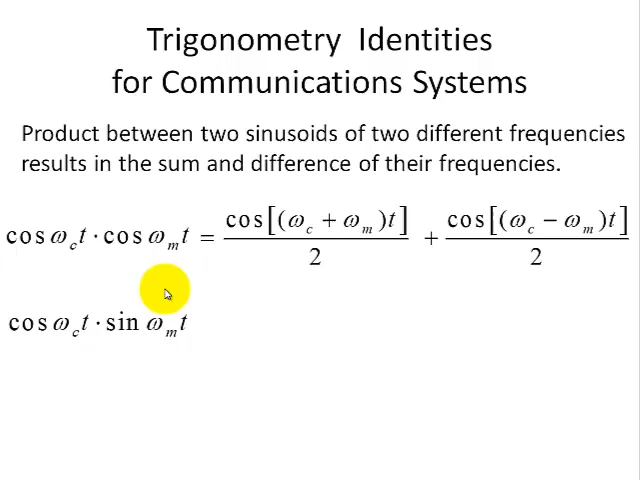 Trigonometry Identities
for Communications Systems
Product between two sinusoids of two different frequencies
results in the sum and difference of their frequencies.
cos ω_c t · cos ω_m t = cos[(ω_c + ω_m)t]/2 + cos[(ω_c − ω_m)t]/2
cos ω_c t · sin ω_m t